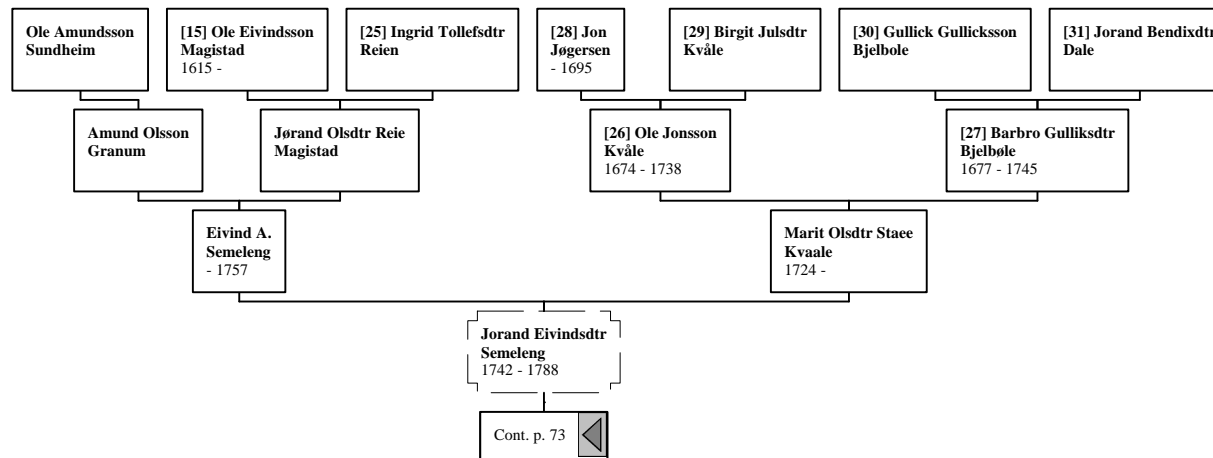 Ole Amundsson
Sundheim
[15] Ole Eivindsson
Magistad
1615 -
[25] Ingrid Tollefsdtr
Reien
[28] Jon
Jøgersen
- 1695
[29] Birgit Julsdtr
Kvåle
[30] Gullick Gulliksson
Bjelbole
[31] Jorand Bendixdtr
Dale
Amund Olsson
Granum
Jørand Olsdtr Reie
Magistad
[26] Ole Jonsson
Kvåle
1674 - 1738
[27] Barbro Gulliksdtr
Bjelbøle
1677 - 1745
Eivind A.
Semeleng
- 1757
Marit Olsdtr Staee
Kvaale
1724 -
Jorand Eivindsdtr
Semeleng
1742 - 1788
Cont. p. 73